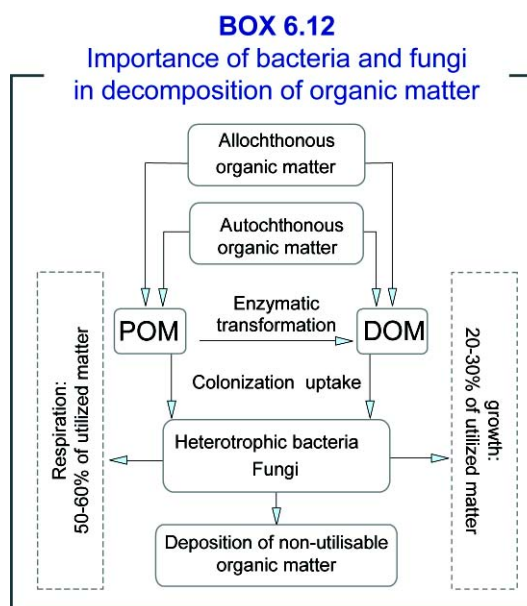 BOX 6.12
Importance of bacteria and fungi
in decomposition of organic matter
Allochthonous
organic matter
Autochthonous
organic matter
POM
Enzymatic
transformation
DOM
Colonization uptake
Respiration:
50-60% of utilized matter
Heterotrophic bacteria
Fungi
growth:
20-30% of utilized matter
Deposition of non-utilisable
organic matter